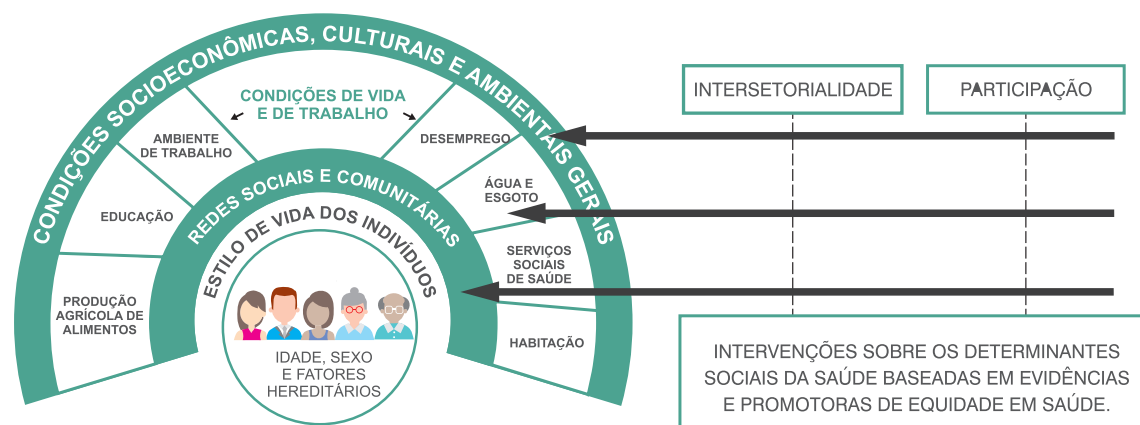 CONDIÇÕES SOCIOECONÔMICAS, CULTURAIS E AMBIENTAIS GERAIS
CONDIÇÕES DE VIDA
E DE TRABALHO
AMBIENTE
DE TRABALHO
DESEMPREGO
EDUCAÇÃO
ÁGUA E
ESGOTO
PRODUÇÃO
AGRÍCOLA DE
ALIMENTOS
SERVIÇOS
SOCIAIS
DE SAÚDE
HABITAÇÃO
REDES SOCIAIS E COMUNITÁRIAS
ESTILO DE VIDA DOS INDIVÍDUOS
IDADE, SEXO
E FATORES
HEREDITÁRIOS
INTERSETORIALIDADE
PARTICIPAÇÃO
INTERVENÇÕES SOBRE OS DETERMINANTES
SOCIAIS DA SAÚDE BASEADAS EM EVIDÊNCIAS
E PROMOTORAS DE EQUIDADE EM SAÚDE.